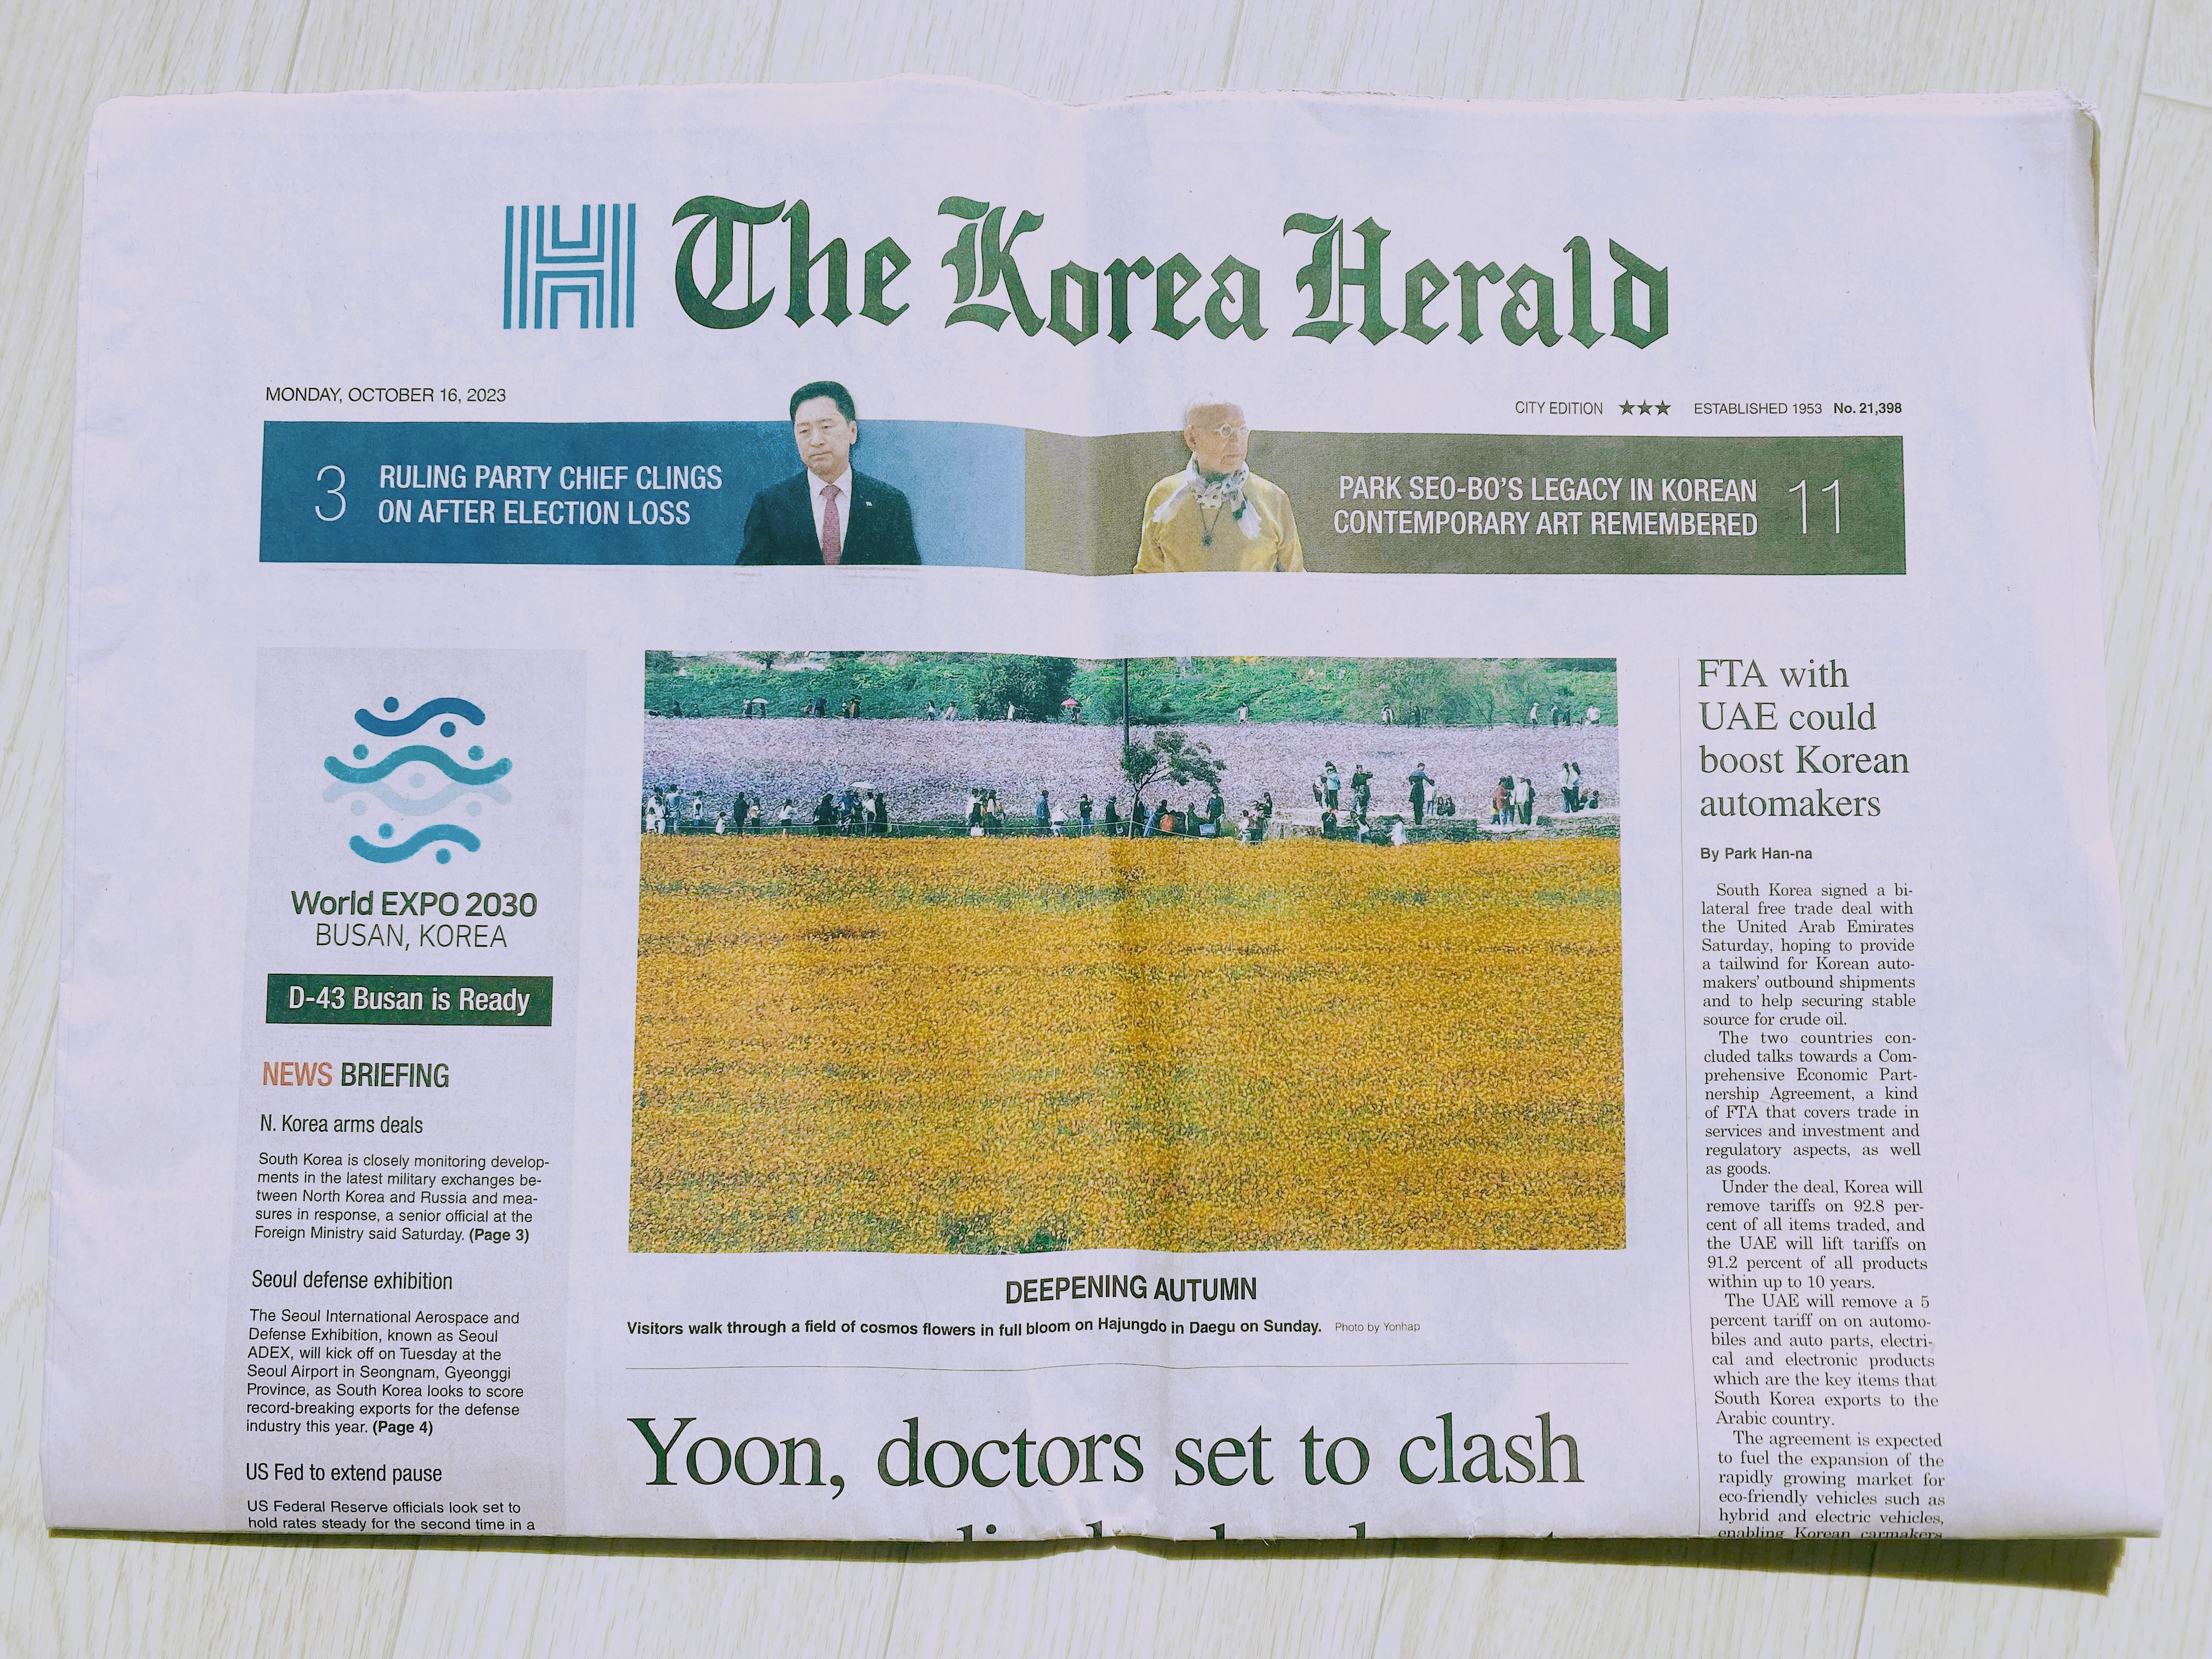 The Korea Herald
MONDAY, OCTOBER 16, 2023
CITY EDITION ★★★ ESTABLISHED 1953 No. 21,398
3
RULING PARTY CHIEF CLINGS
ON AFTER ELECTION LOSS
PARK SEO-BO'S LEGACY IN KOREAN
CONTEMPORARY ART REMEMBERED
11
World EXPO 2030
BUSAN, KOREA
D-43 Busan is Ready
NEWS BRIEFING
N. Korea arms deals
South Korea is closely monitoring develop-
ments in the latest military exchanges be-
tween North Korea and Russia and mea-
sures in response, a senior official at the
Foreign Ministry said Saturday. (Page 3)
Seoul defense exhibition
The Seoul International Aerospace and
Defense Exhibition, known as Seoul
ADEX, will kick off on Tuesday at the
Seoul Airport in Seongnam, Gyeonggi
Province, as South Korea looks to score
record-breaking exports for the defense
industry this year. (Page 4)
US Fed to extend pause
US Federal Reserve officials look set to
hold rates steady for the second time in a
DEEPENING AUTUMN
Visitors walk through a field of cosmos flowers in full bloom on Hajungdo in Daegu on Sunday. Photo by Yonhap
Yoon, doctors set to clash
FTA with
UAE could
boost Korean
automakers
By Park Han-na
South Korea signed a bi-
lateral free trade deal with
the United Arab Emirates
Saturday, hoping to provide
a tailwind for Korean auto-
makers' outbound shipments
and to help securing stable
source for crude oil.
The two countries con-
cluded talks towards a Com-
prehensive Economic Part-
nership Agreement, a kind
of FTA that covers trade in
services and investment and
regulatory aspects, as well
as goods.
Under the deal, Korea will
remove tariffs on 92.8 per-
cent of all items traded, and
the UAE will lift tariffs on
91.2 percent of all products
within up to 10 years.
The UAE will remove a 5
percent tariff on on automo-
biles and auto parts, electri-
cal and electronic products
which are the key items that
South Korea exports to the
Arabic country.
The agreement is expected
to fuel the expansion of the
rapidly growing market for
eco-friendly vehicles such as
hybrid and electric vehicles,
enabling Korean carmakers